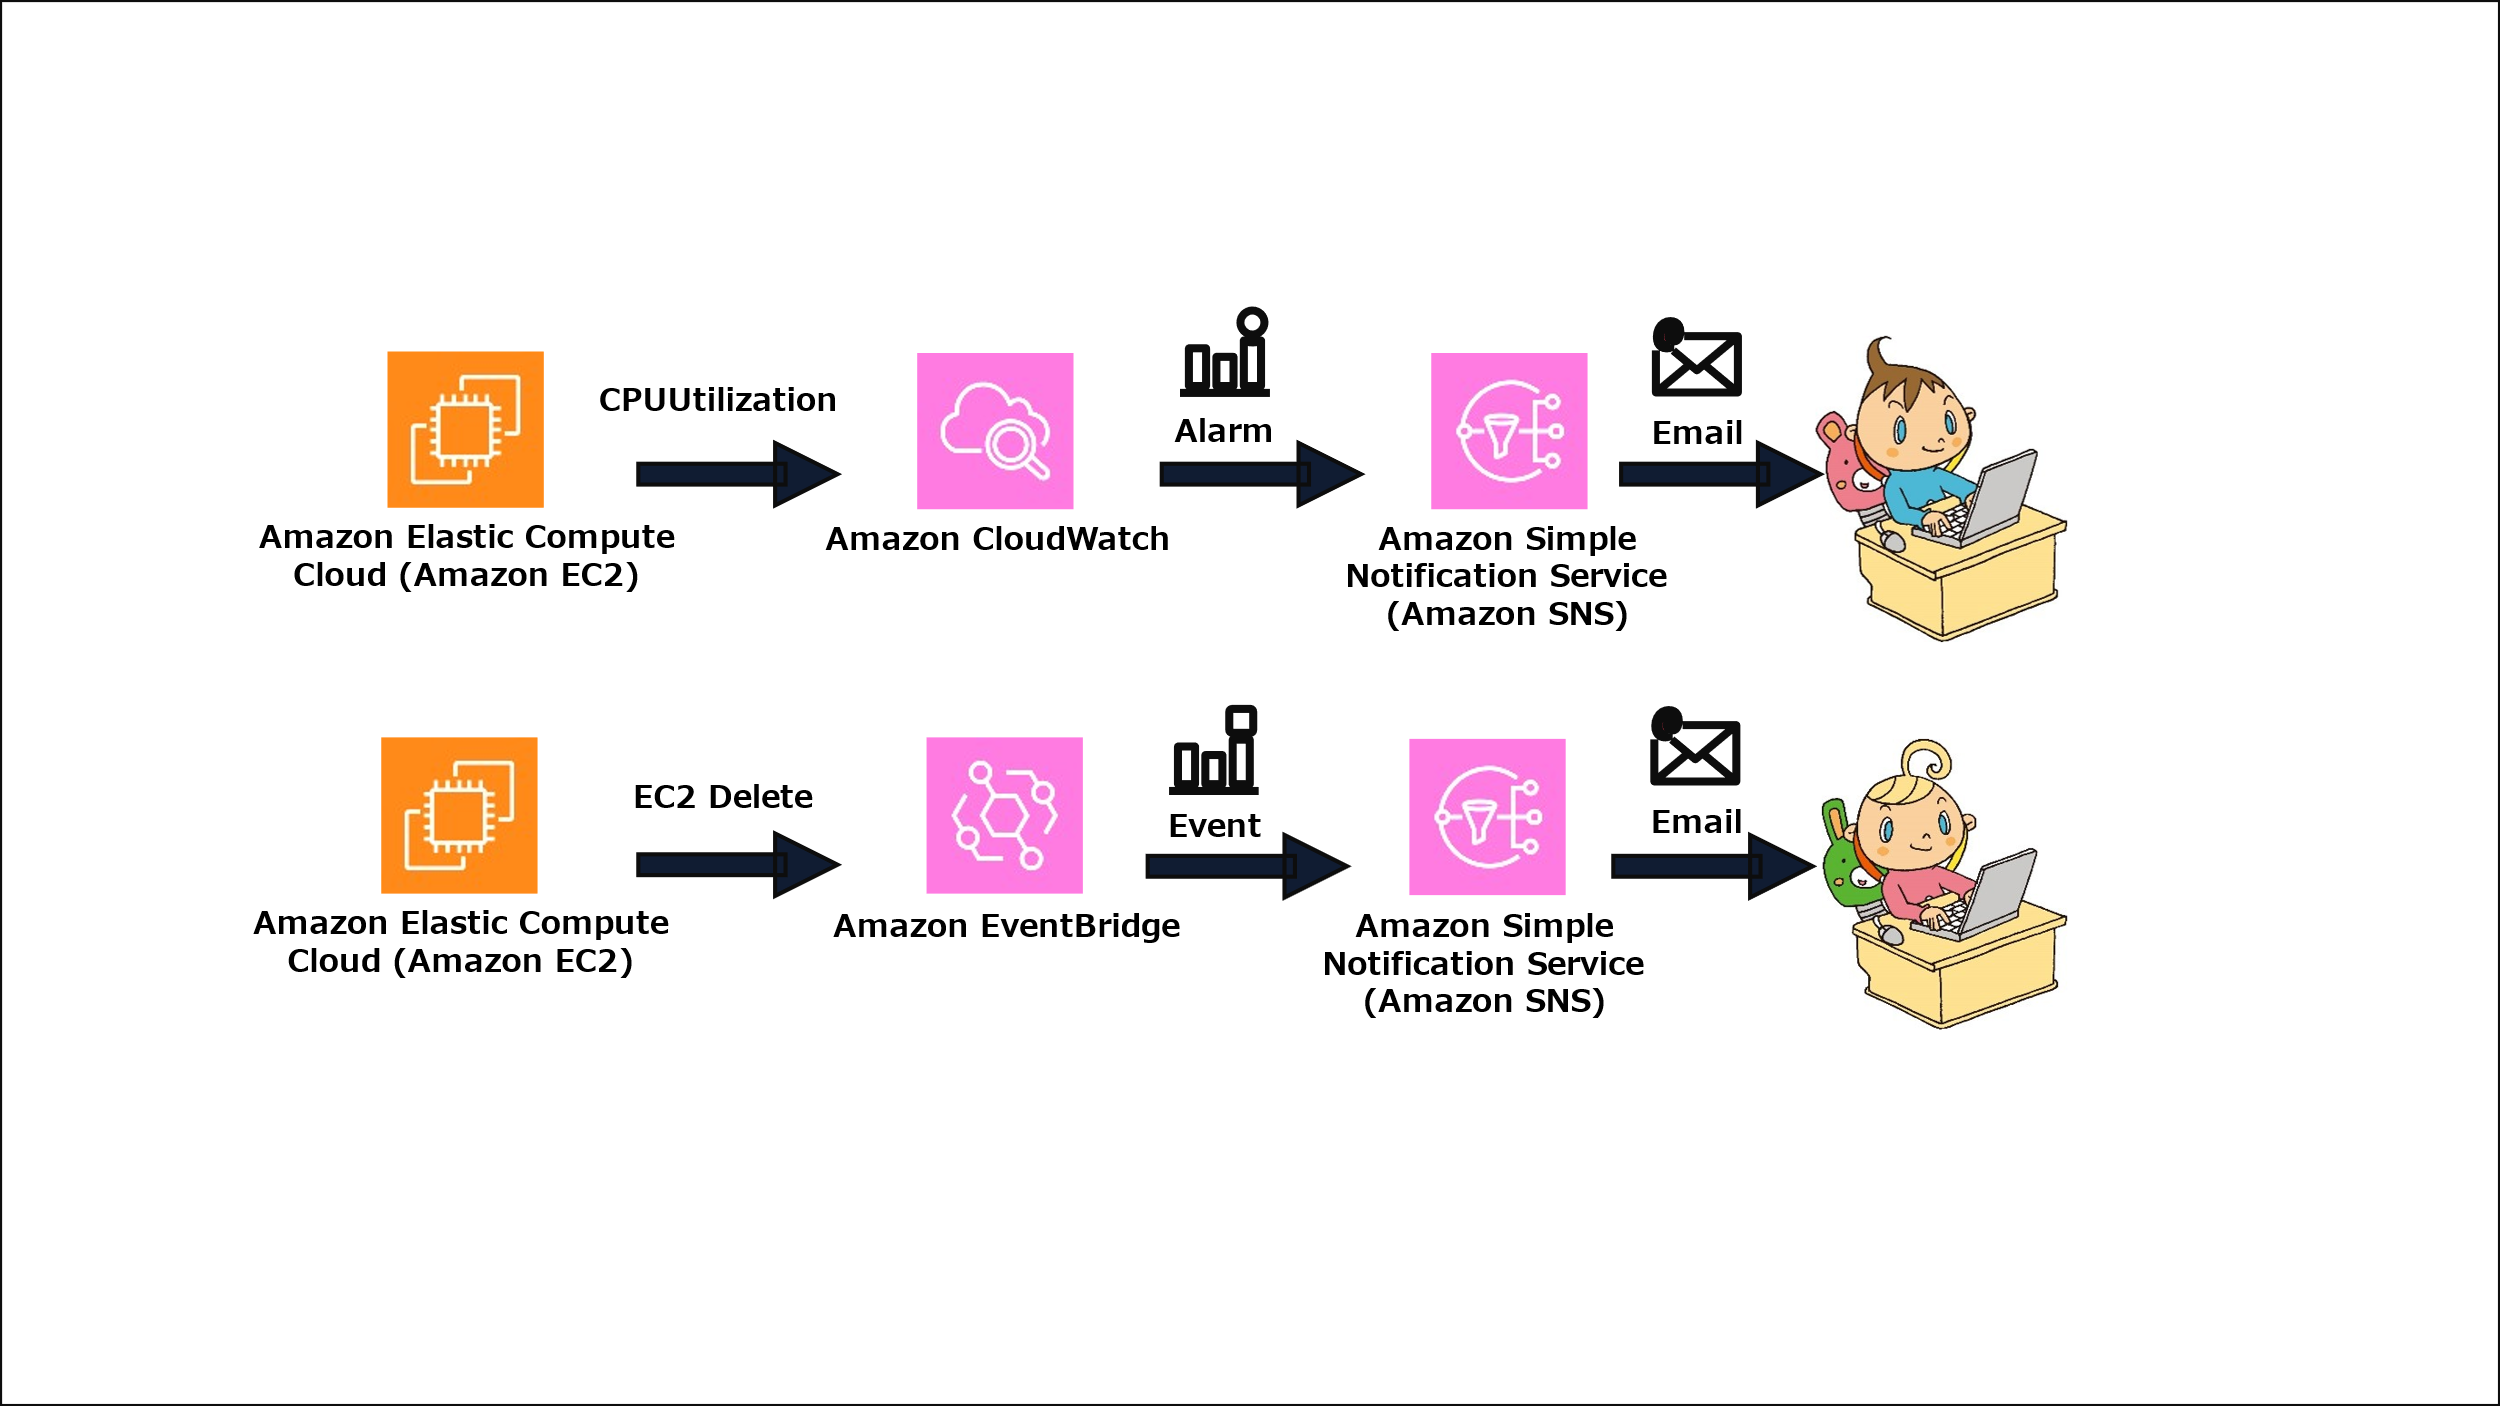 CPUUtilization
Alarm
Email
Amazon Elastic Compute
Cloud (Amazon EC2)
Amazon CloudWatch
Amazon Simple
Notification Service
(Amazon SNS)
EC2 Delete
Event
Email
Amazon Elastic Compute
Cloud (Amazon EC2)
Amazon EventBridge
Amazon Simple
Notification Service
(Amazon SNS)